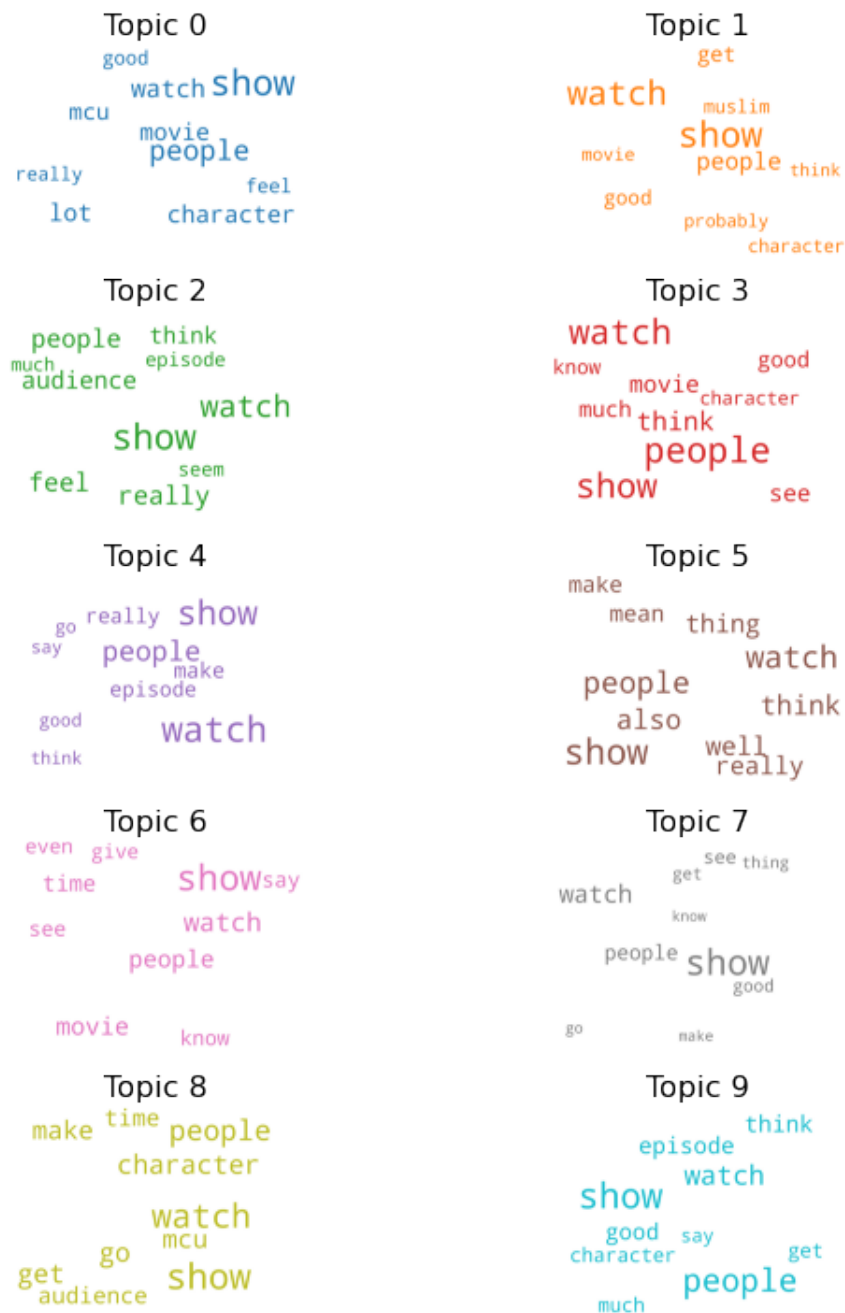 Topic 0
good
watch show
mcu
movie
people
really
feel
lot
character
Topic 1
get
watch
muslim
show
movie
people
think
good
probably
character
Topic 2
people
think
much
episode
audience
watch
show
seem
feel
really
Topic 3
watch
know
good
movie
character
much
think
people
show
see
Topic 4
really
show
go
say
people
make
episode
good
watch
think
Topic 5
make
mean
thing
watch
people
think
also
show
well
really
Topic 6
even
give
time
show say
see
watch
people
movie
know
Topic 7
see
thing
get
watch
know
people
show
good
go
make
Topic 8
time
make
people
character
watch
mcu
go
get
show
audience
Topic 9
think
episode
watch
show
good
say
character
get
people
much